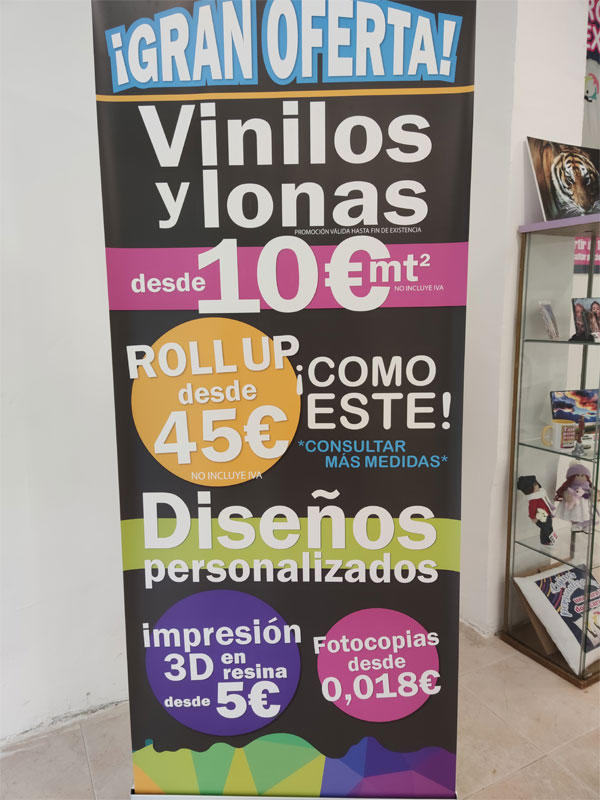 ¡GRAN OFERTA!
Vinilos
y lonas
PROMOCIÓN VÁLIDA HASTA FIN DE EXISTENCIA
desde 10€ mt²
NO INCLUYE IVA
ROLL UP
desde
45€
NO INCLUYE IVA
¡COMO
ESTE!
*CONSULTAR
MÁS MEDIDAS*
Diseños
personalizados
impresión
3D en
resina
desde 5€
Fotocopias
desde
0,018€